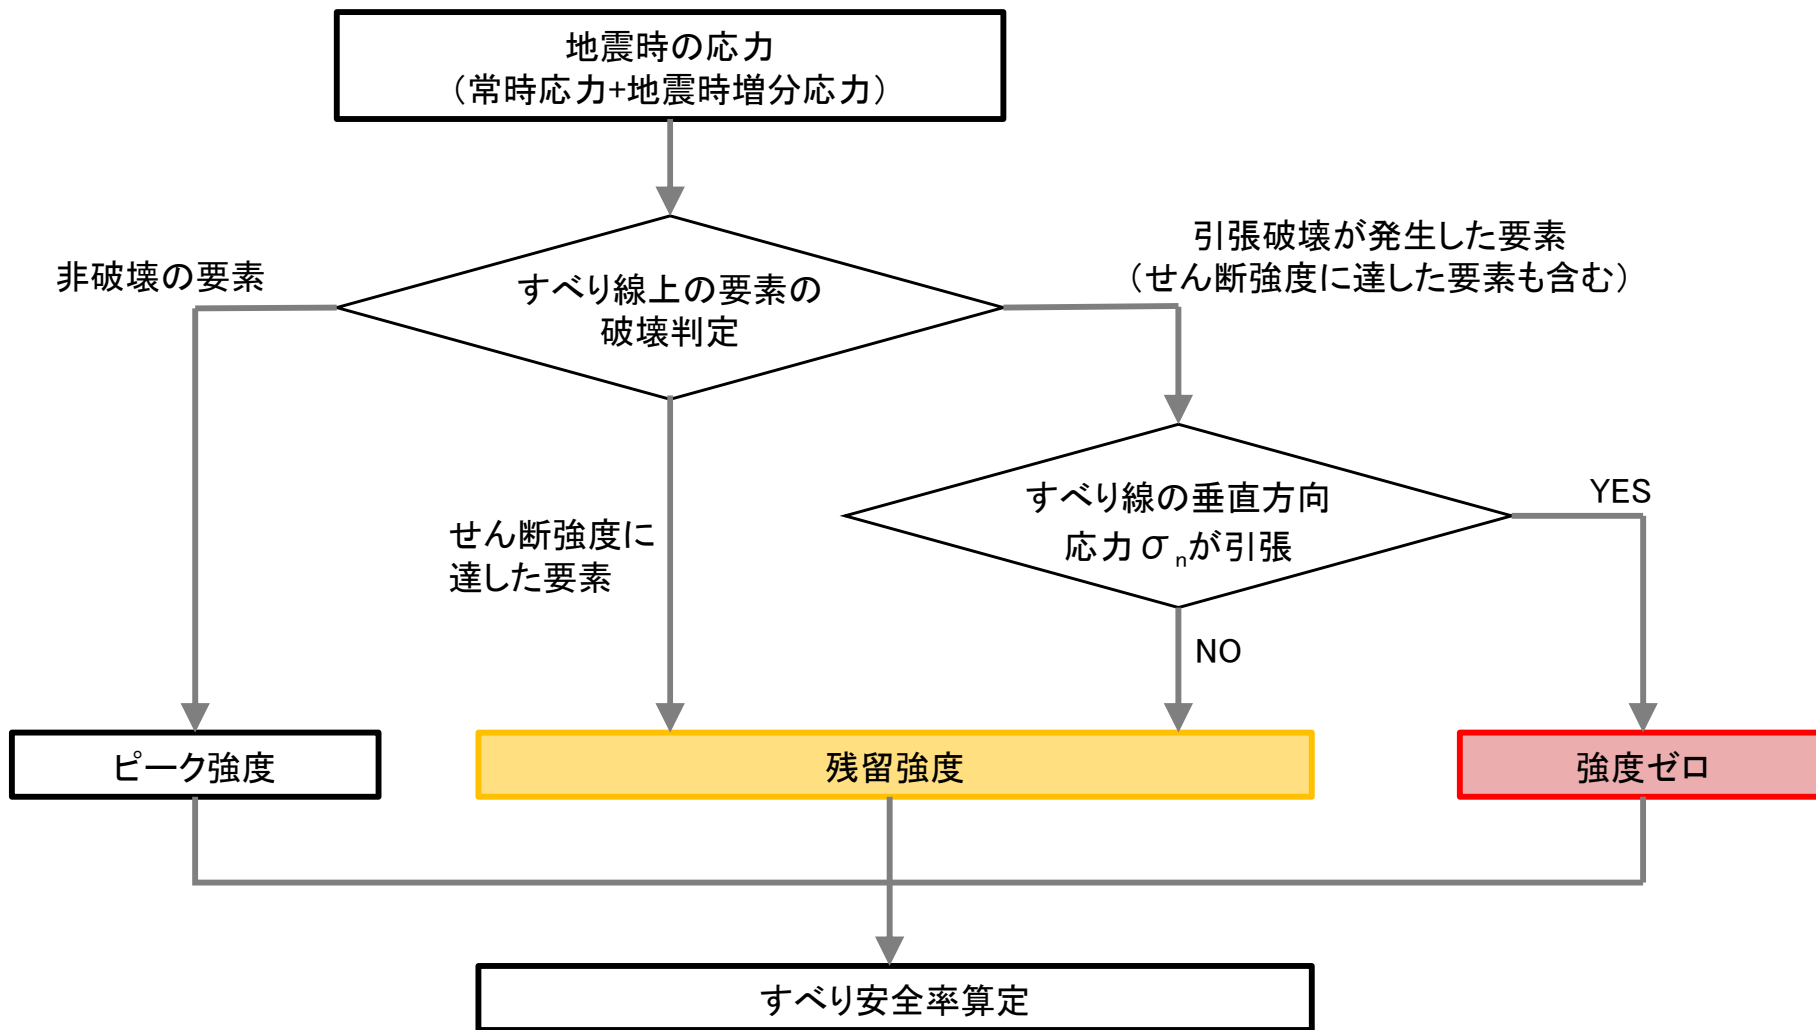 地震時の応力
（常時応力+地震時増分応力）
引張破壊が発生した要素
（せん断強度に達した要素も含む）
非破壊の要素
すべり線上の要素の
破壊判定
すべり線の垂直方向
応力σnが引張
YES
せん断強度に
達した要素
NO
ピーク強度
残留強度
強度ゼロ
すべり安全率算定